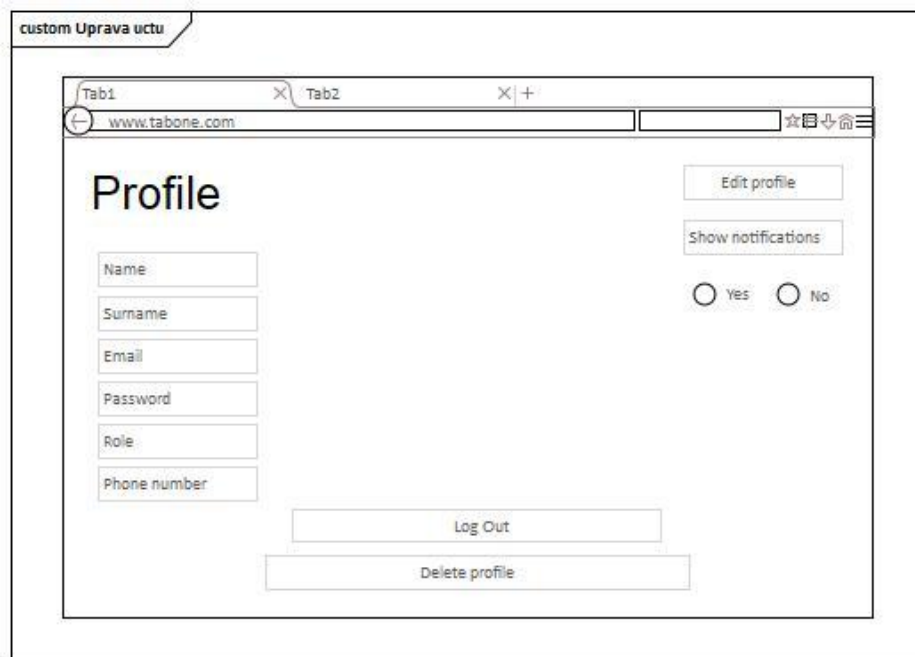 custom Uprava uctu
Tab1 Tab2
www.tabone.com
Profile
Edit profile
Show notifications
Yes No
Name
Surname
Email
Password
Role
Phone number
Log Out
Delete profile